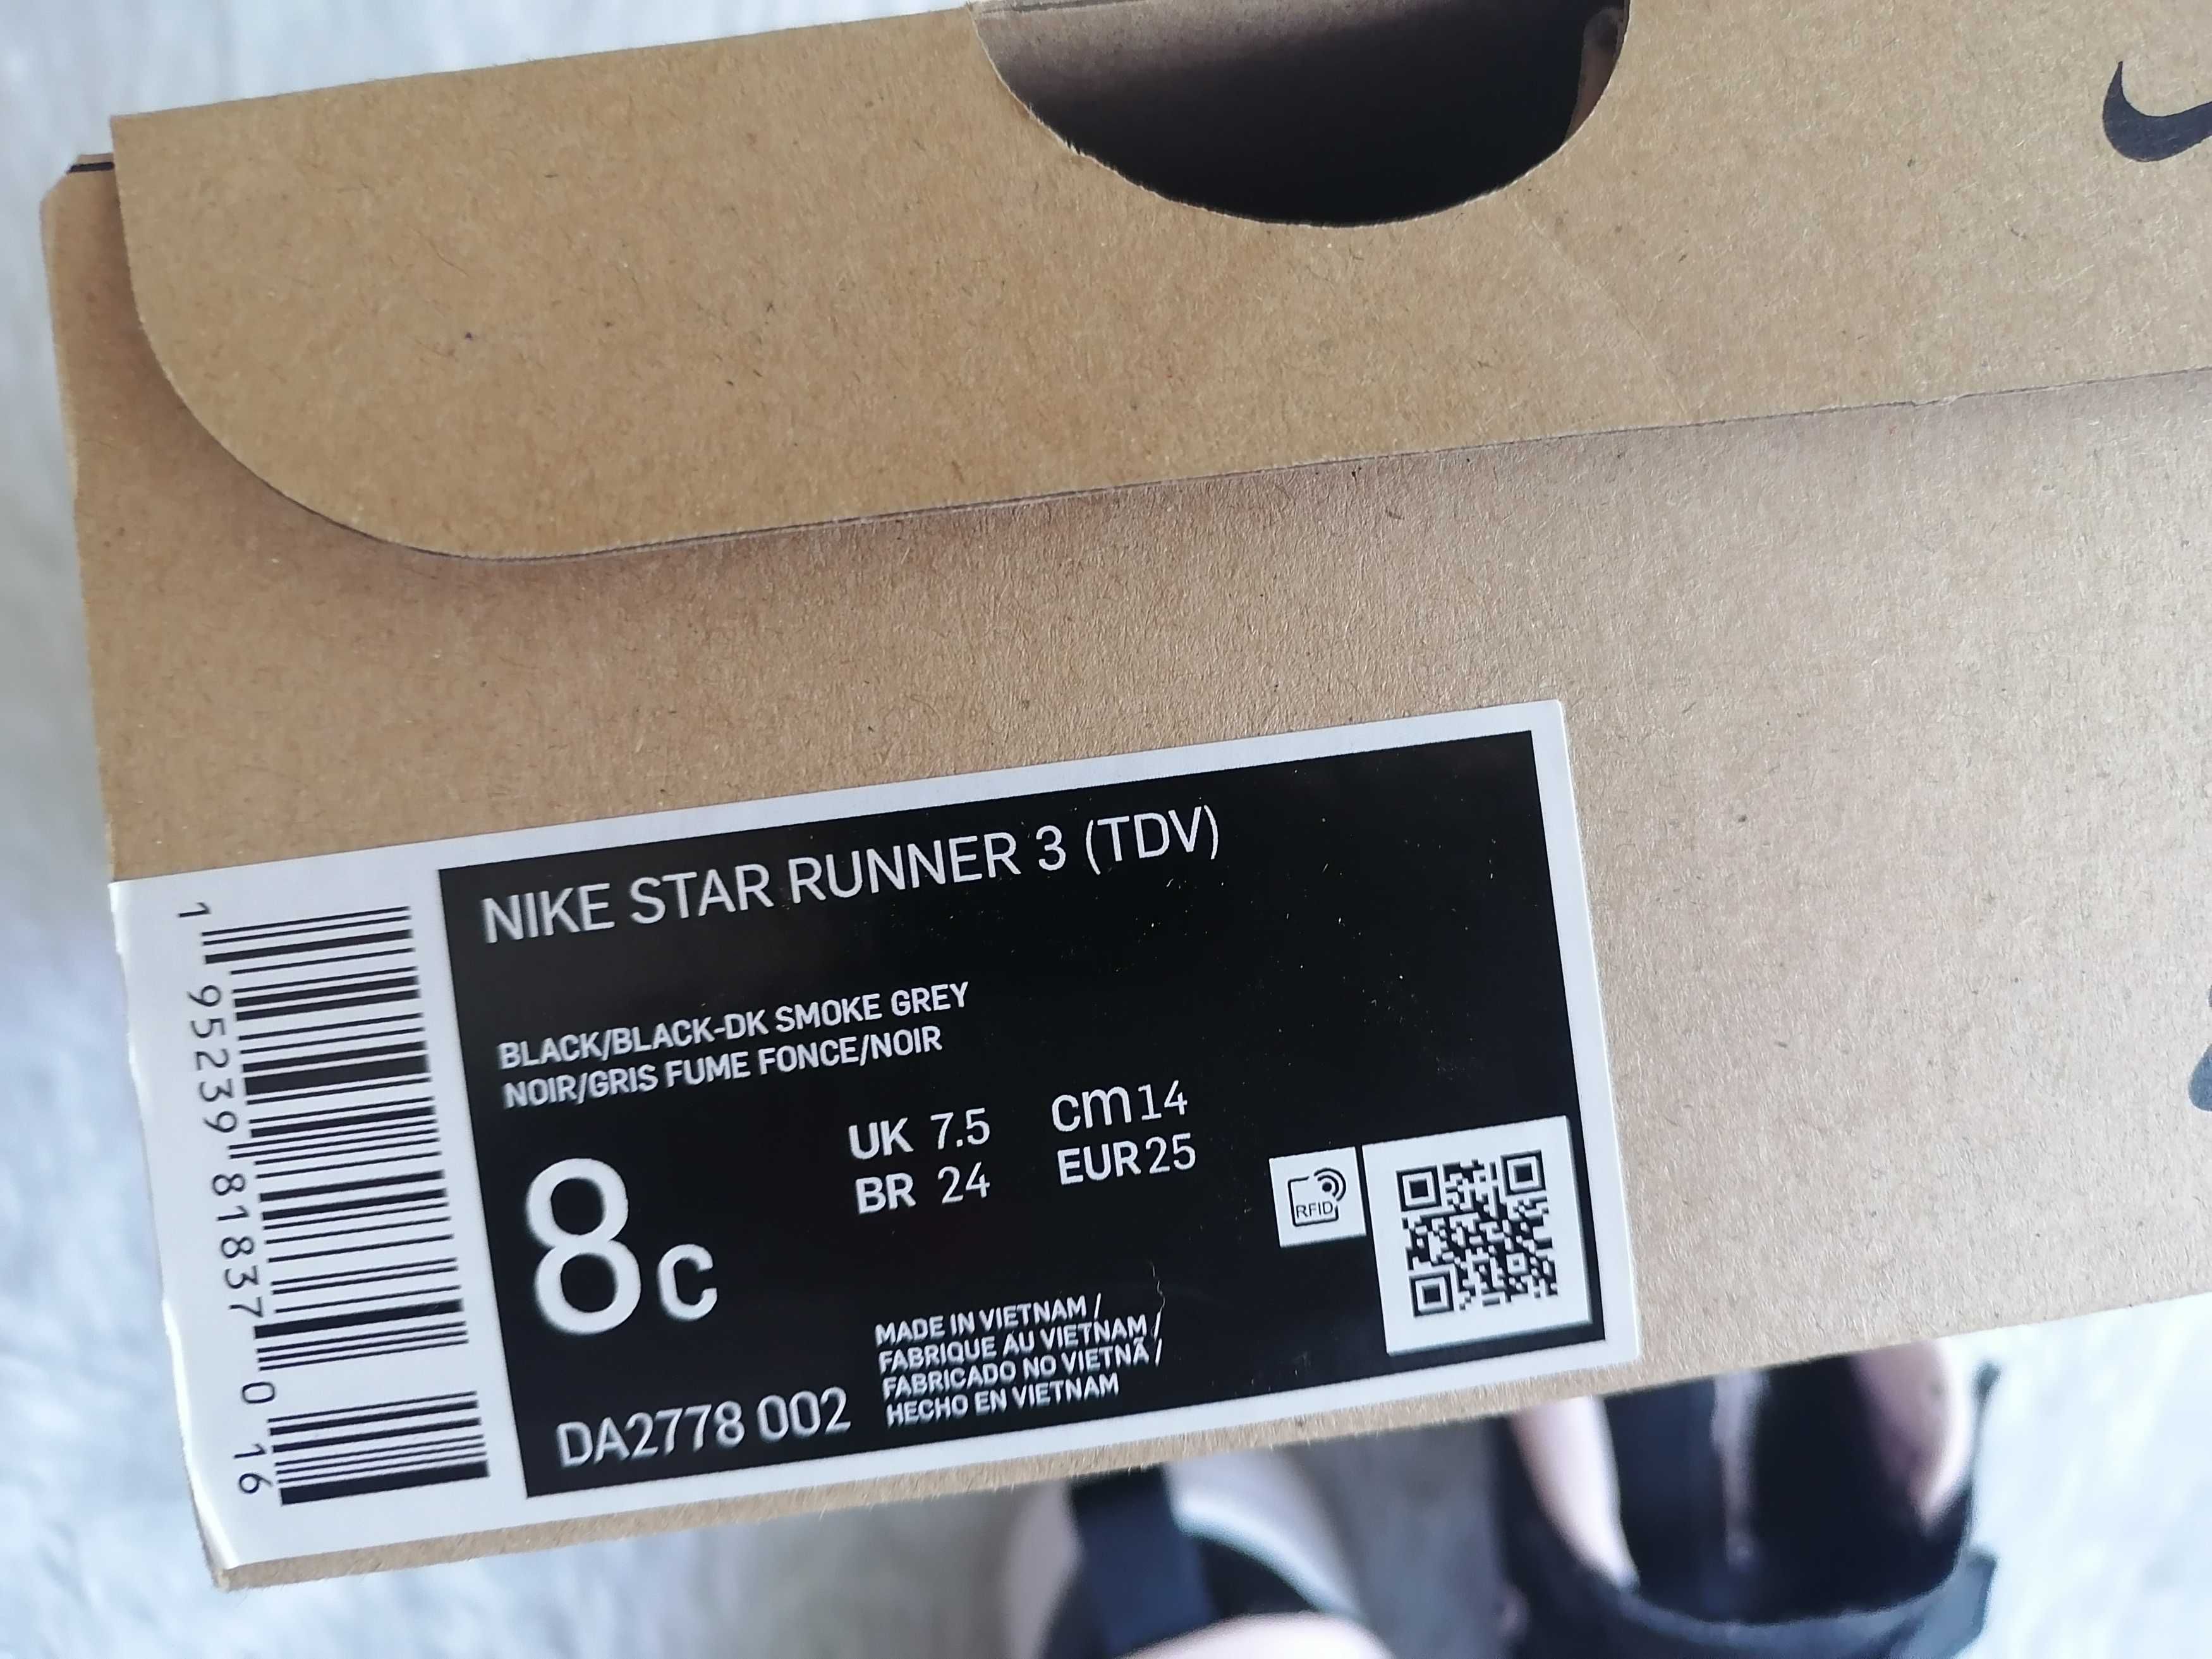 NIKE STAR RUNNER 3 (TDV)
BLACK/BLACK-DK SMOKE GREY
NOIR/GRIS FUME FONCE/NOIR
8C
UK 7.5
BR 24
cm 14
EUR 25
RFID
DA2778 002
MADE IN VIETNAM /
FABRIQUE AU VIETNAM /
FABRICADO NO VIETNÃ /
HECHO EN VIETNAM
1 95239 81837 0 16